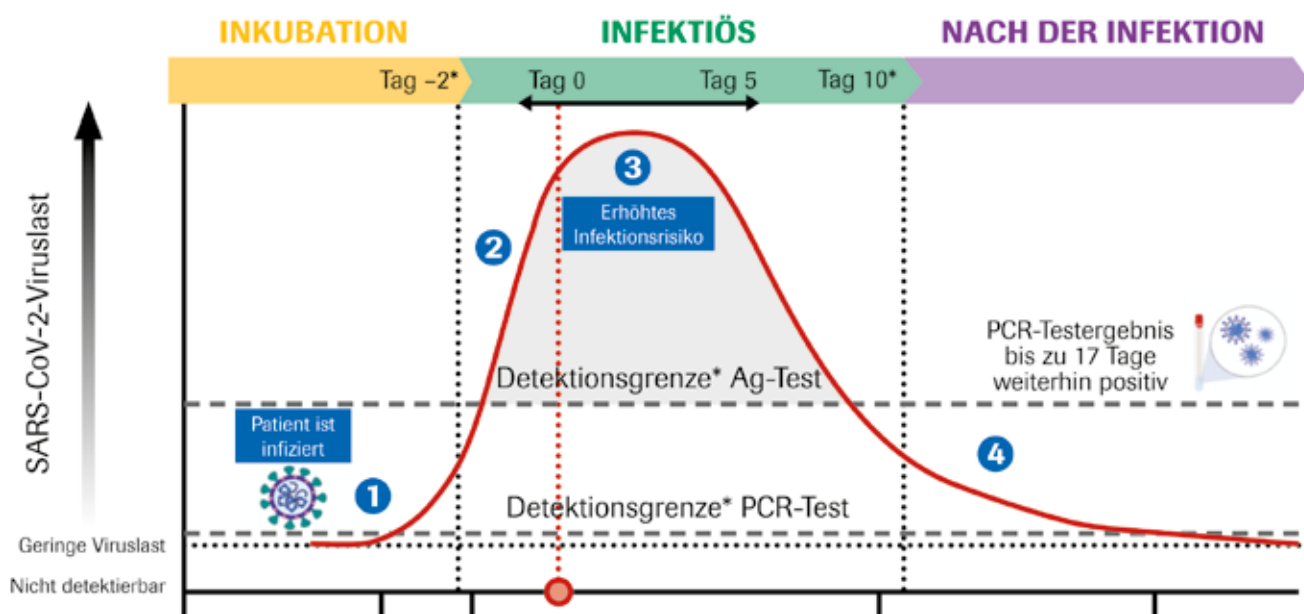 INKUBATION
INFEKTIÖS
NACH DER INFEKTION
Tag –2*
Tag 0
Tag 5
Tag 10*
SARS-CoV-2-Viruslast
1
2
3
4
Erhöhtes
Infektionsrisiko
PCR-Testergebnis
bis zu 17 Tage
weiterhin positiv
Detektionsgrenze* Ag-Test
Patient ist
infiziert
Detektionsgrenze* PCR-Test
Geringe Viruslast
Nicht detektierbar